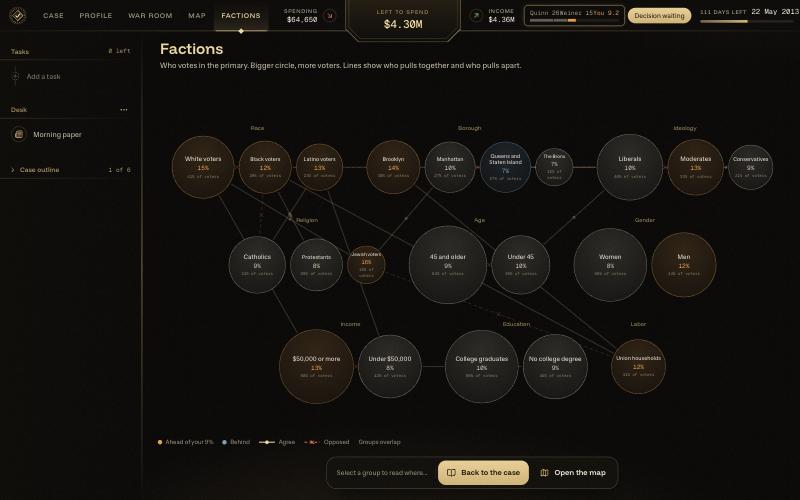 CASE PROFILE WAR ROOM MAP FACTIONS
SPENDING
$64,650
LEFT TO SPEND
$4.30M
INCOME
$4.36M
Quinn 26 Weiner 15 You 9.2
Decision waiting
111 DAYS LEFT 22 May 2013
Tasks 0 left
Add a task
Desk
Morning paper
Case outline 1 of 6
Factions
Who votes in the primary. Bigger circle, more voters. Lines show who pulls together and who pulls apart.
Race Borough Ideology
White voters
15%
Black voters
12%
Latino voters
13%
Brooklyn
14%
Manhattan
10%
Queens and Staten Island
7%
The Bronx
7%
Liberals
10%
Moderates
13%
Conservatives
9%
Religion Age Gender
Catholics
9%
Protestants
8%
Jewish voters
16%
45 and older
9%
Under 45
10%
Women
8%
Men
12%
Income Education Labor
$50,000 or more
13%
Under $50,000
8%
College graduates
10%
No college degree
9%
Union households
12%
Ahead of your 9% Behind Agree Opposed Groups overlap
Select a group to read where... Back to the case Open the map